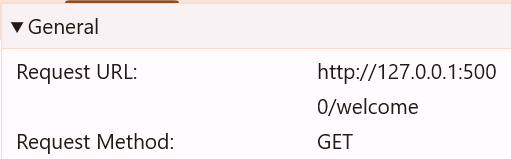 ▼ General
Request URL: http://127.0.0.1:500
0/welcome
Request Method: GET